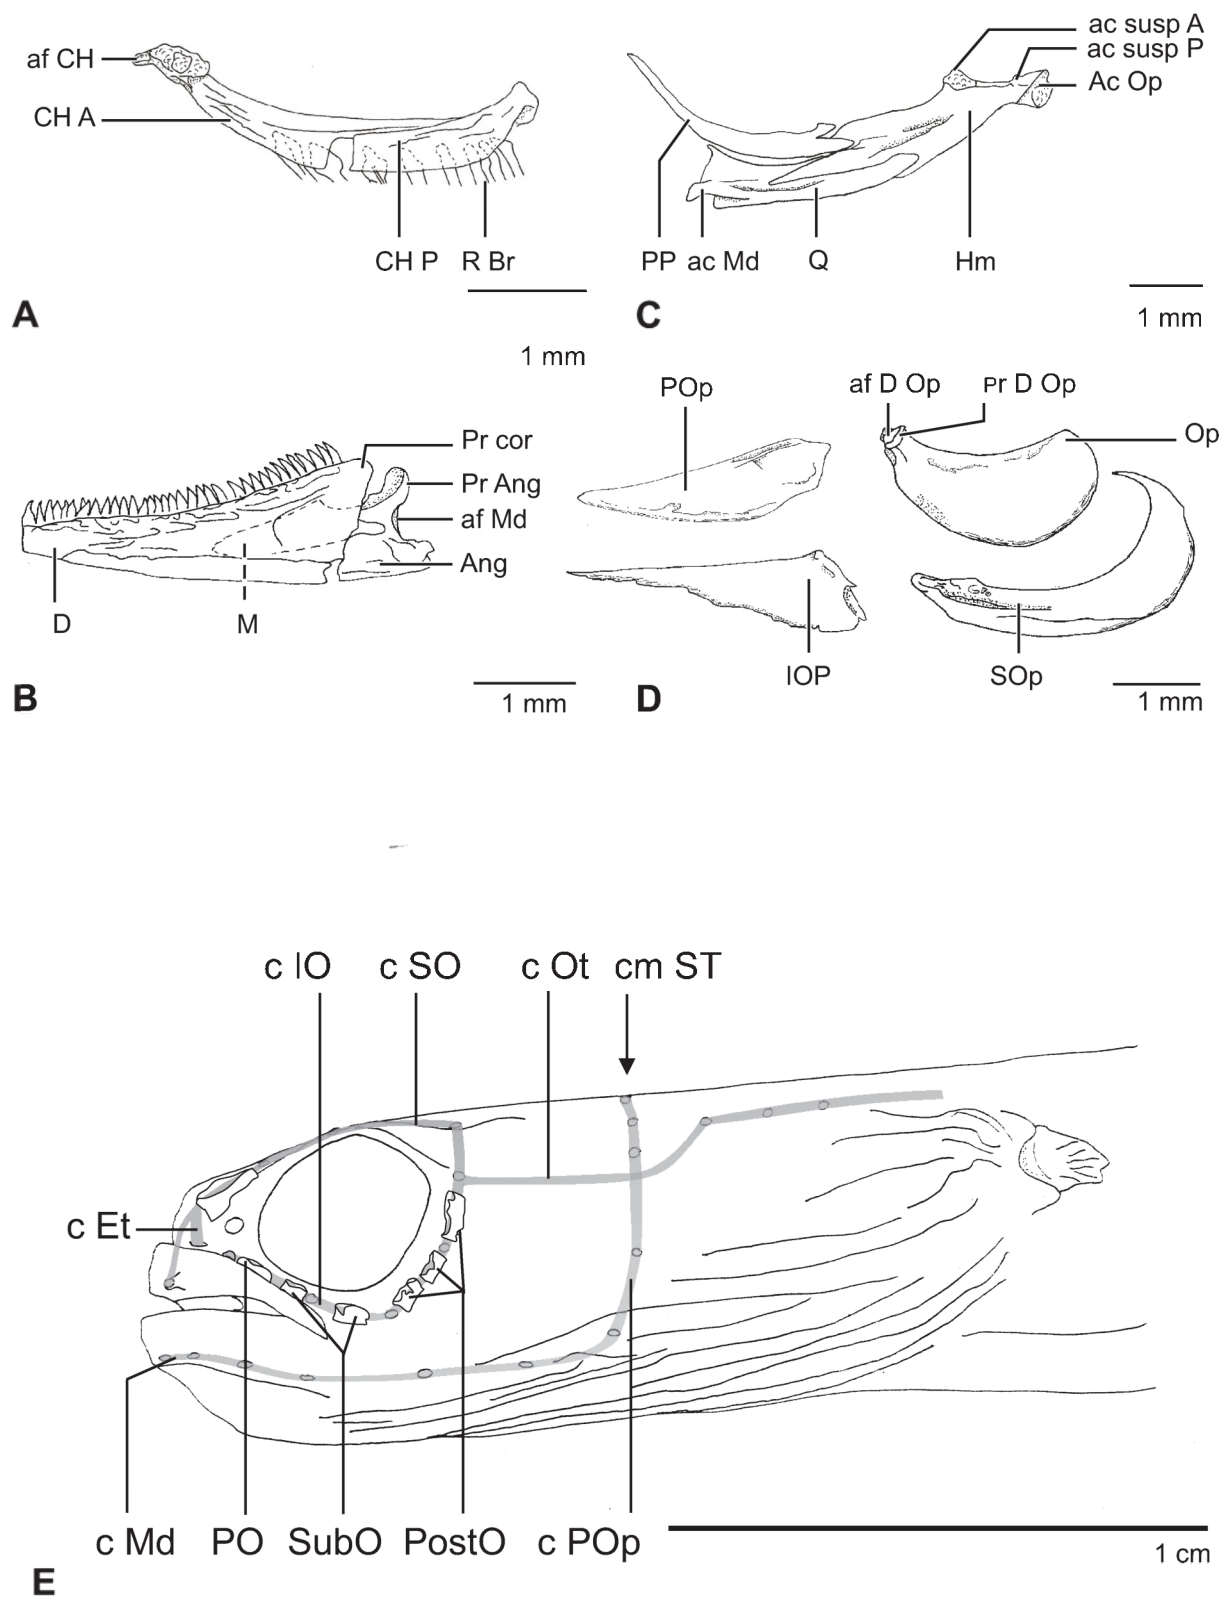 af CH
CH A
CH P
R Br
A
1 mm
ac susp A
ac susp P
Ac Op
PP
ac Md
Q
Hm
C
1 mm
Pr cor
Pr Ang
af Md
Ang
D
M
B
1 mm
POp
af D Op
Pr D Op
Op
IOP
SOp
D
1 mm
c IO
c SO
c Ot
cm ST
c Et
c Md
PO
SubO
PostO
c POp
1 cm
E